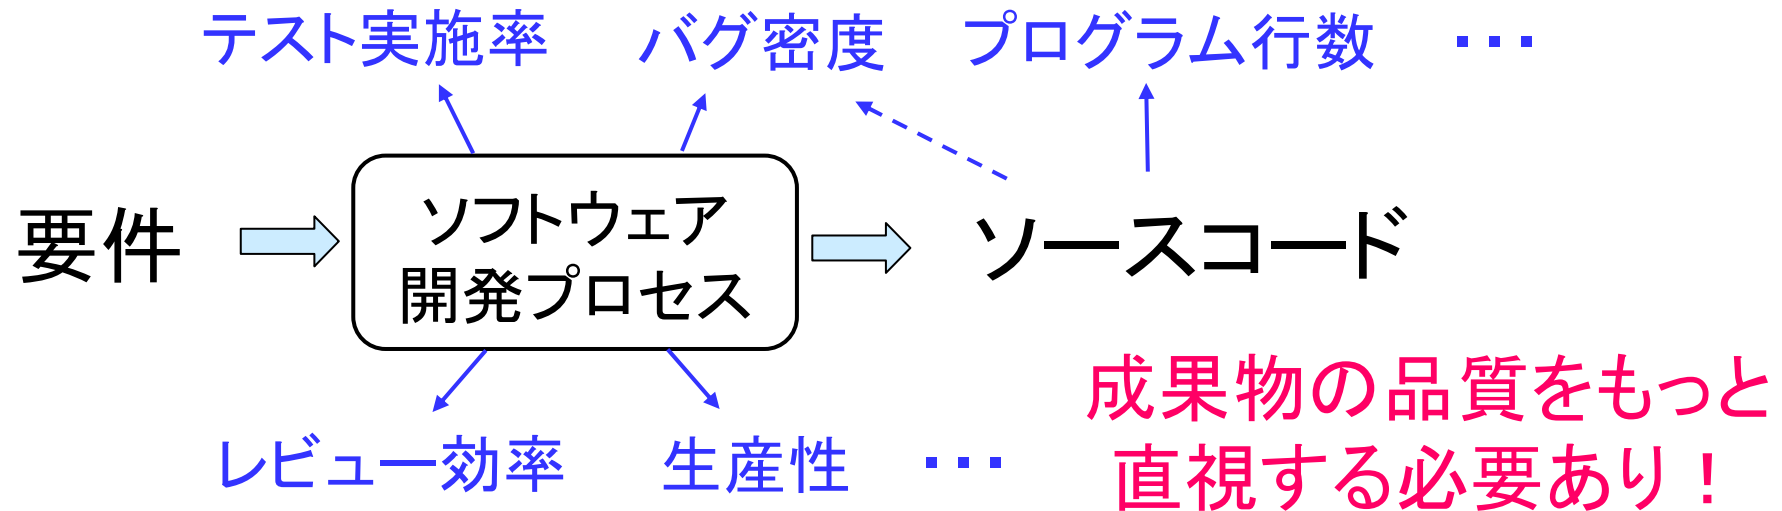 テスト実施率 バグ密度 プログラム行数 ・・・
要件
ソフトウェア
開発プロセス
ソースコード
レビュー効率 生産性 ・・・
成果物の品質をもっと
直視する必要あり！